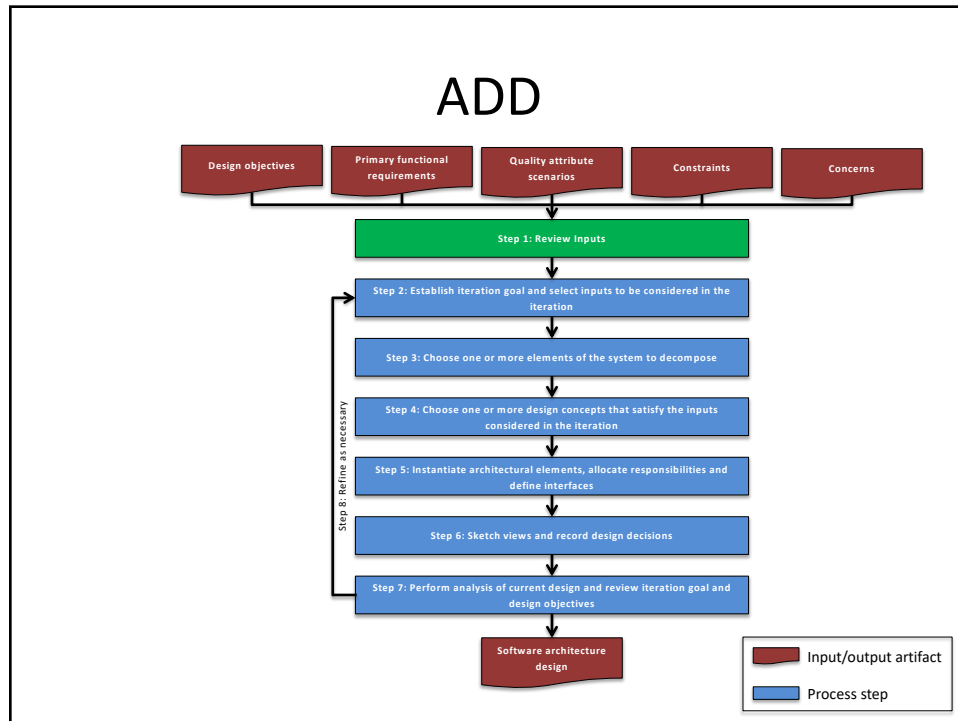 ADD
Design objectives
Primary functional
requirements
Quality attribute
scenarios
Constraints
Concerns
Step 1: Review Inputs
Step 2: Establish iteration goal and select inputs to be considered in the
iteration
Step 3: Choose one or more elements of the system to decompose
Step 4: Choose one or more design concepts that satisfy the inputs
considered in the iteration
Step 5: Instantiate architectural elements, allocate responsibilities and
define interfaces
Step 6: Sketch views and record design decisions
Step 7: Perform analysis of current design and review iteration goal and
design objectives
Step 8: Refine as necessary
Software architecture
design
Input/output artifact
Process step